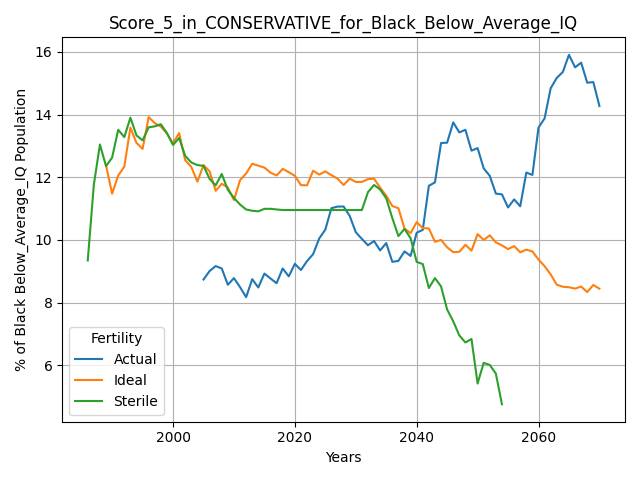 Score_5_in_CONSERVATIVE_for_Black_Below_Average_IQ
% of Black Below_Average_IQ Population
16
14
12
10
8
6
Fertility
Actual
Ideal
Sterile
2000 2020 2040 2060
Years